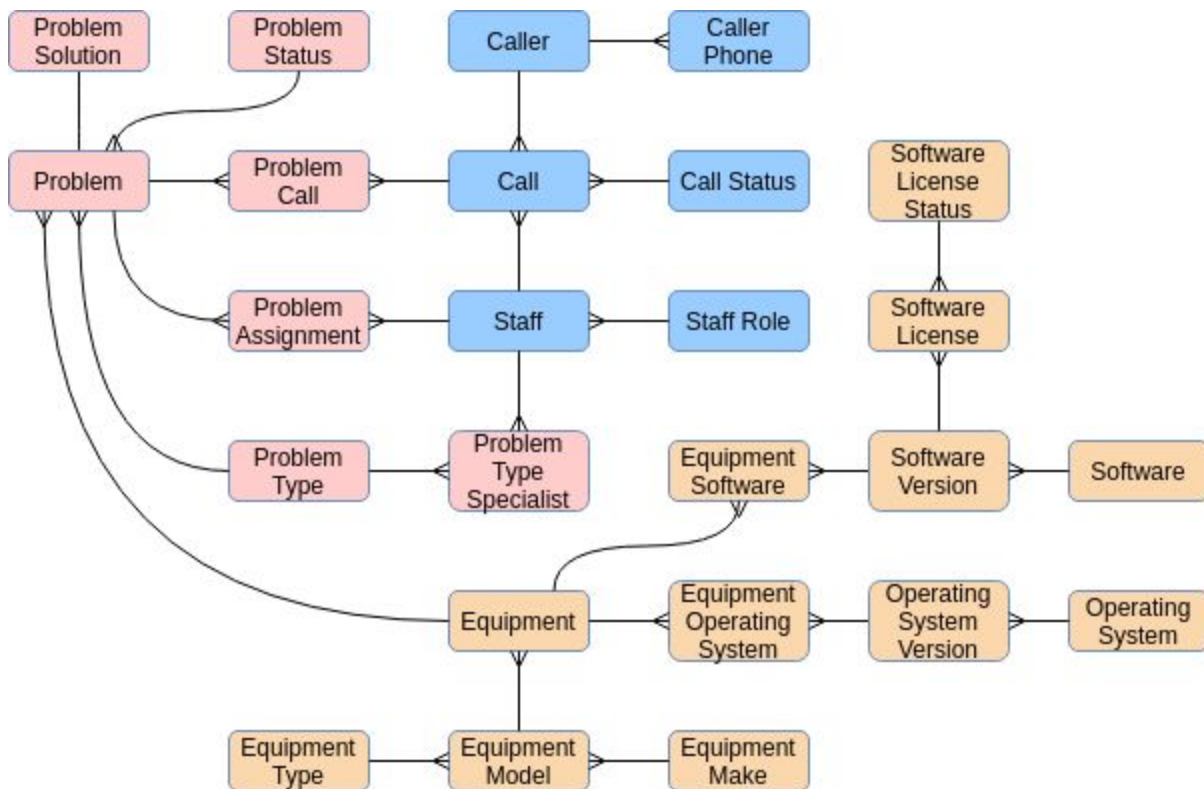 Problem
Solution
Problem
Status
Caller
Caller
Phone
Problem
Problem
Call
Call
Call Status
Software
License
Status
Problem
Assignment
Staff
Staff Role
Software
License
Problem
Type
Problem
Type
Specialist
Equipment
Software
Software
Version
Software
Equipment
Equipment
Operating
System
Operating
System
Version
Operating
System
Equipment
Type
Equipment
Model
Equipment
Make